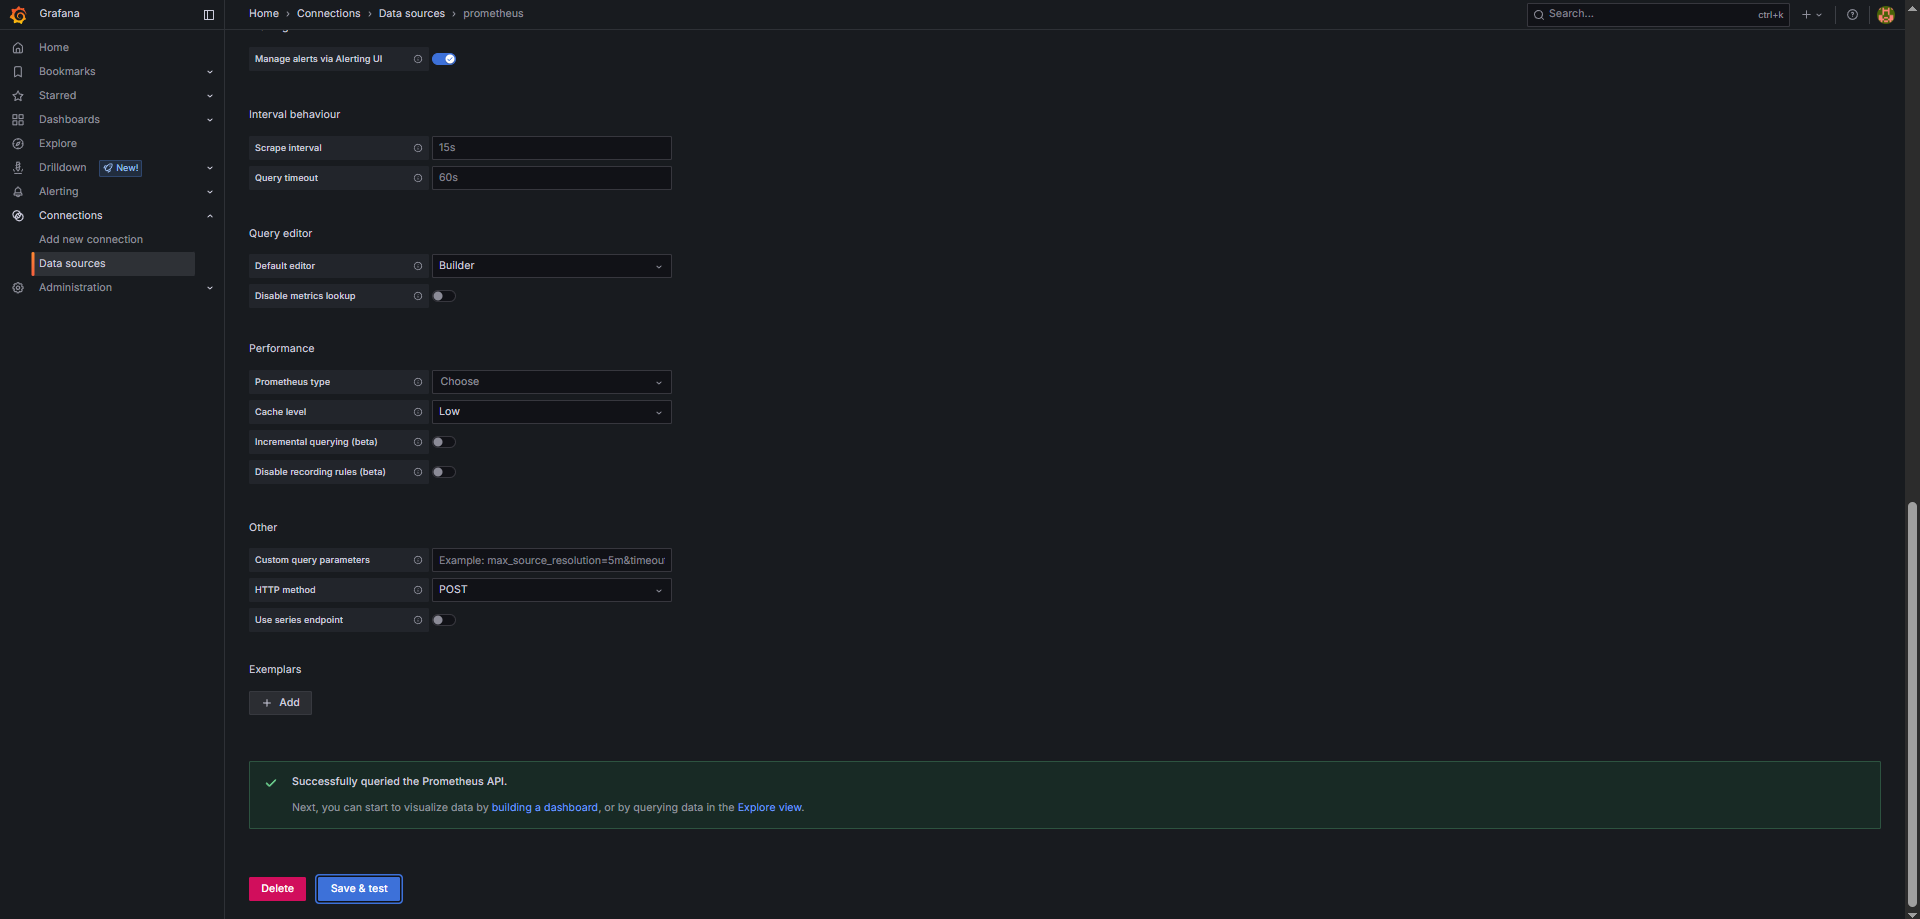 Grafana
Home › Connections › Data sources › prometheus
Search...
ctrl+k
Home
Bookmarks
Starred
Dashboards
Explore
Drilldown
New!
Alerting
Connections
Add new connection
Data sources
Administration
Manage alerts via Alerting UI
Interval behaviour
Scrape interval
15s
Query timeout
60s
Query editor
Default editor
Builder
Disable metrics lookup
Performance
Prometheus type
Choose
Cache level
Low
Incremental querying (beta)
Disable recording rules (beta)
Other
Custom query parameters
Example: max_source_resolution=5m&timeou
HTTP method
POST
Use series endpoint
Exemplars
+ Add
Successfully queried the Prometheus API.
Next, you can start to visualize data by building a dashboard, or by querying data in the Explore view.
Delete
Save & test